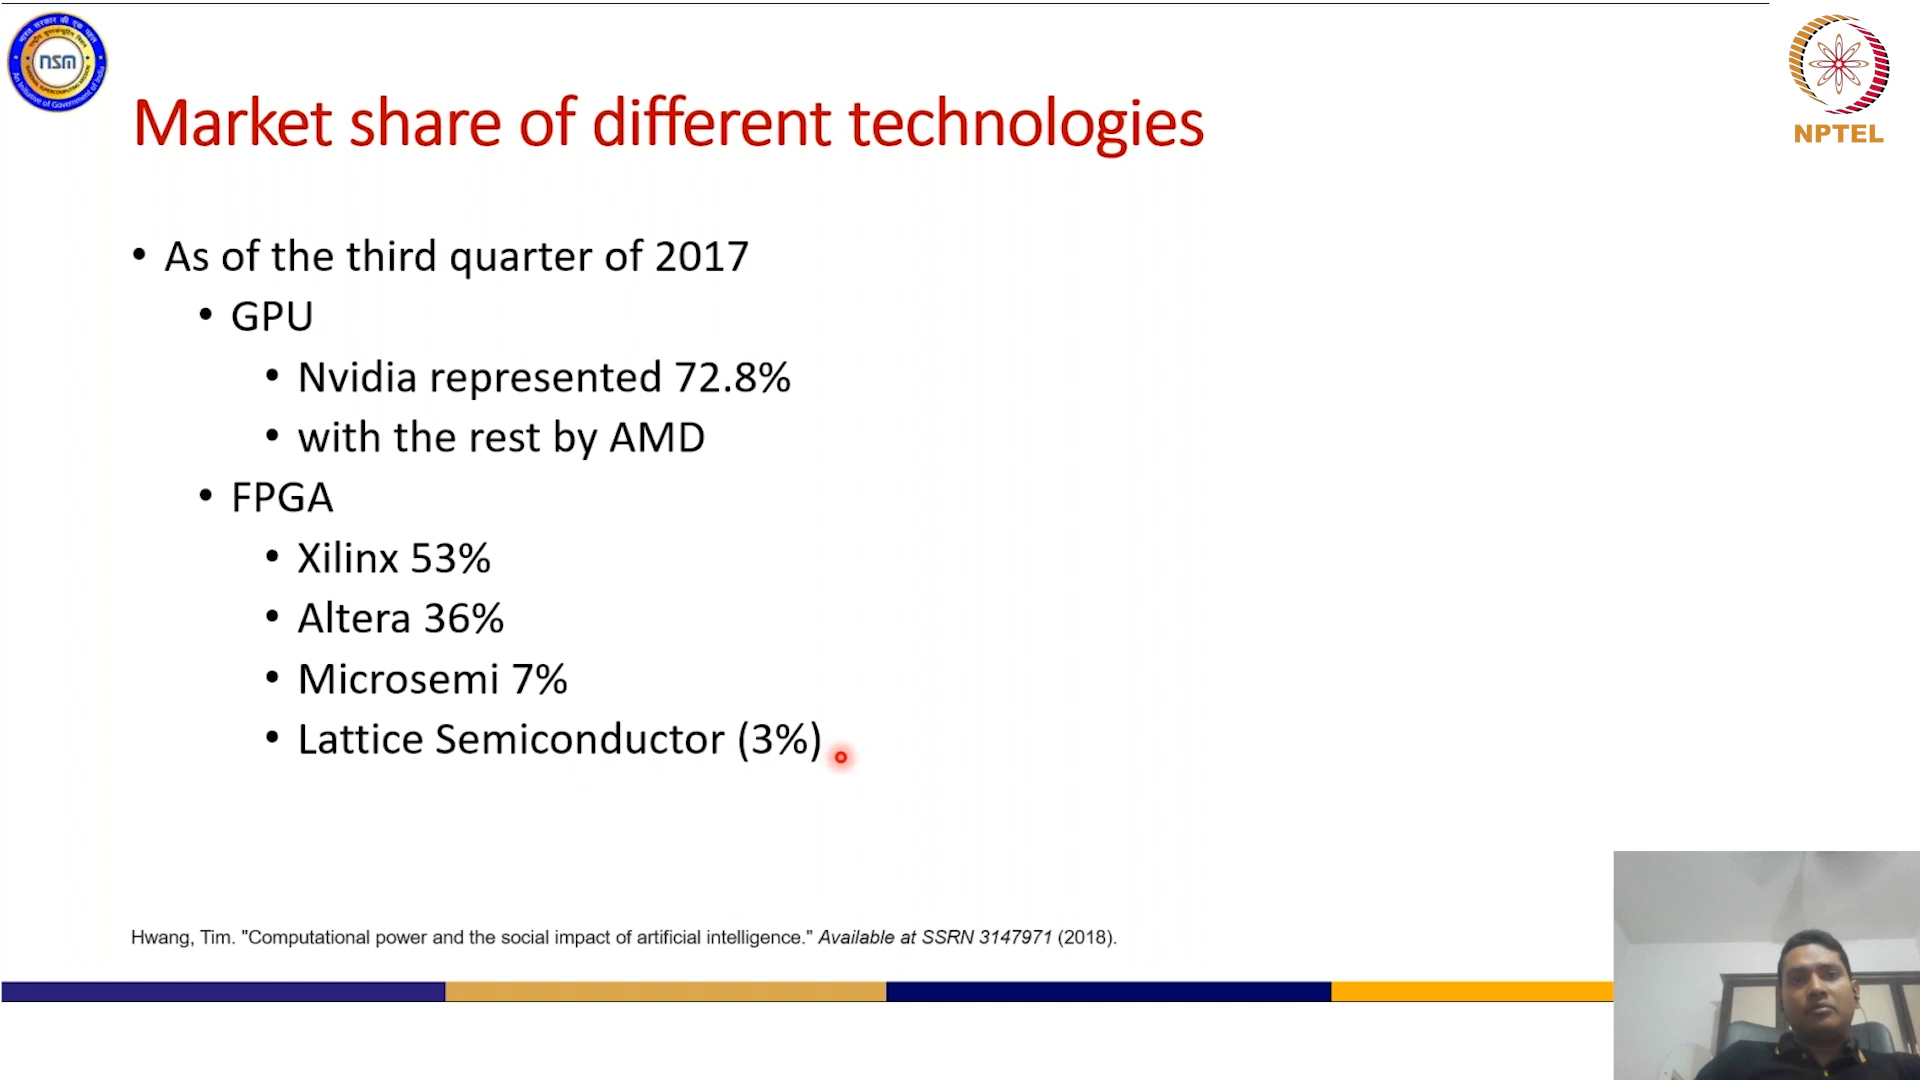 nsm
NPTEL
Market share of different technologies
• As of the third quarter of 2017
• GPU
• Nvidia represented 72.8%
• with the rest by AMD
• FPGA
• Xilinx 53%
• Altera 36%
• Microsemi 7%
• Lattice Semiconductor (3%)
Hwang, Tim. "Computational power and the social impact of artificial intelligence." Available at SSRN 3147971 (2018).